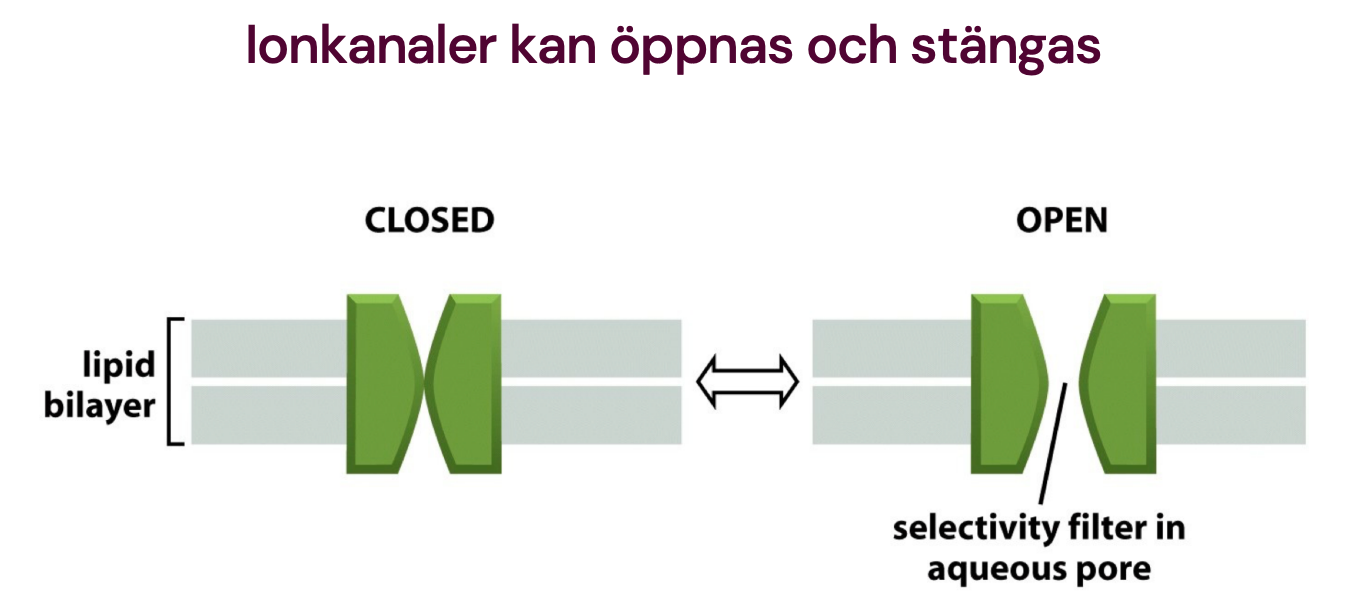 Ionkanaler kan öppnas och stängas
CLOSED
OPEN
lipid
bilayer
selectivity filter in
aqueous pore